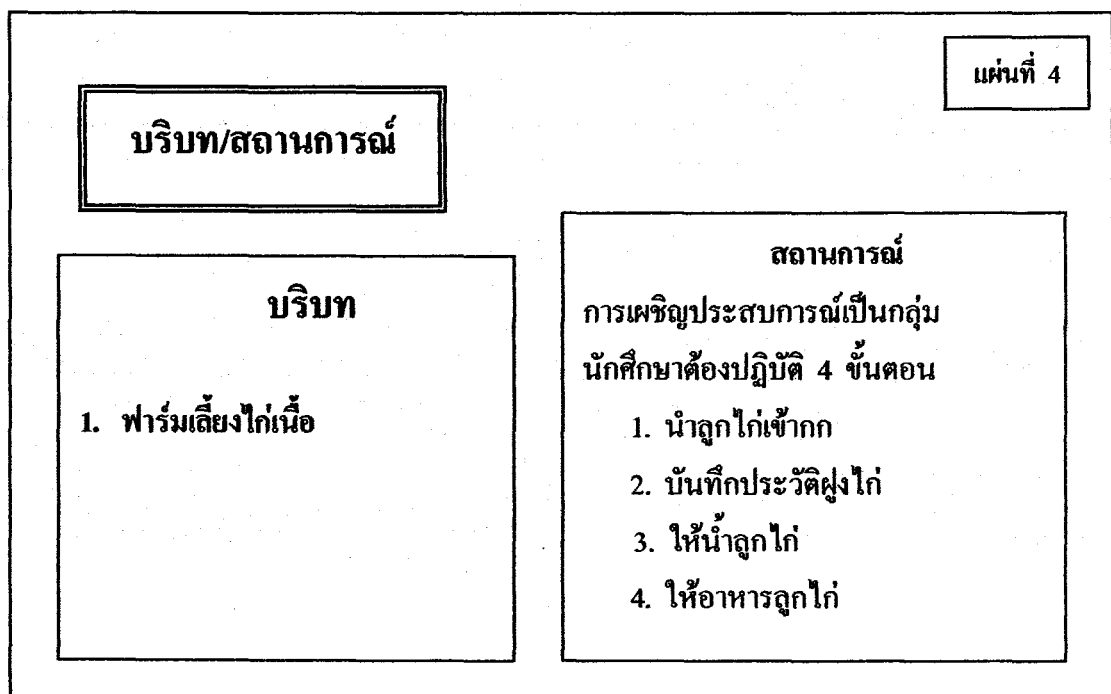 แผ่นที่ 4
บริบท/สถานการณ์
บริบท
1. ฟาร์มเลี้ยงไก่เนื้อ
สถานการณ์
การเผชิญประสบการณ์เป็นกลุ่ม
นักศึกษาต้องปฏิบัติ 4 ขั้นตอน
1. นำลูกไก่เข้ากก
2. บันทึกประวัติฝูงไก่
3. ให้น้ำลูกไก่
4. ให้อาหารลูกไก่